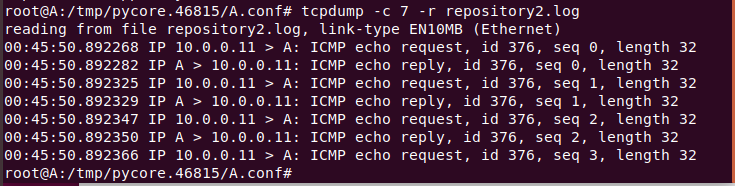 root@A:/tmp/pycore.46815/A.conf# tcpdump -c 7 -r repository2.log
reading from file repository2.log, link-type EN10MB (Ethernet)
00:45:50.892268 IP 10.0.0.11 > A: ICMP echo request, id 376, seq 0, length 32
00:45:50.892282 IP A > 10.0.0.11: ICMP echo reply, id 376, seq 0, length 32
00:45:50.892325 IP 10.0.0.11 > A: ICMP echo request, id 376, seq 1, length 32
00:45:50.892329 IP A > 10.0.0.11: ICMP echo reply, id 376, seq 1, length 32
00:45:50.892347 IP 10.0.0.11 > A: ICMP echo request, id 376, seq 2, length 32
00:45:50.892350 IP A > 10.0.0.11: ICMP echo reply, id 376, seq 2, length 32
00:45:50.892366 IP 10.0.0.11 > A: ICMP echo request, id 376, seq 3, length 32
root@A:/tmp/pycore.46815/A.conf#